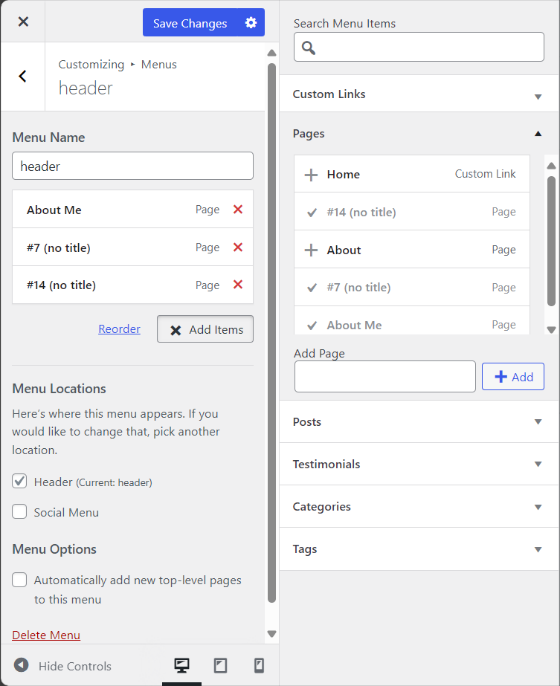 Save Changes
Customizing ▸ Menus
header
Menu Name
header
About Me Page
#7 (no title) Page
#14 (no title) Page
Reorder
Add Items
Menu Locations
Here's where this menu appears. If you
would like to change that, pick another
location.
Header (Current: header)
Social Menu
Menu Options
Automatically add new top-level pages
to this menu
Delete Menu
Hide Controls
Search Menu Items
Custom Links
Pages
Home Custom Link
#14 (no title) Page
About Page
#7 (no title) Page
About Me Page
Add Page
Add
Posts
Testimonials
Categories
Tags